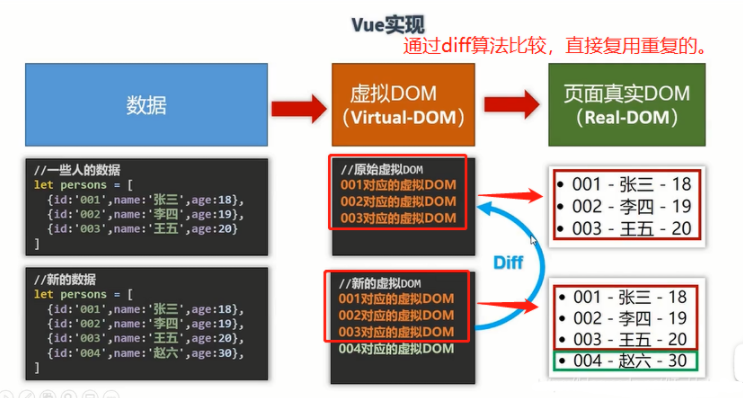 Vue实现
通过diff算法比较，直接复用重复的。
数据
虚拟DOM
（Virtual-DOM）
页面真实DOM
（Real-DOM）
//一些人的数据
let persons = [
{id:'001',name:'张三',age:18},
{id:'002',name:'李四',age:19},
{id:'003',name:'王五',age:20}
]
//原始虚拟DOM
001对应的虚拟DOM
002对应的虚拟DOM
003对应的虚拟DOM
• 001 - 张三 - 18
• 002 - 李四 - 19
• 003 - 王五 - 20
Diff
//新的数据
let persons = [
{id:'001',name:'张三',age:18},
{id:'002',name:'李四',age:19},
{id:'003',name:'王五',age:20},
{id:'004',name:'赵六',age:30},
]
//新的虚拟DOM
001对应的虚拟DOM
002对应的虚拟DOM
003对应的虚拟DOM
004对应的虚拟DOM
• 001 - 张三 - 18
• 002 - 李四 - 19
• 003 - 王五 - 20
• 004 - 赵六 - 30